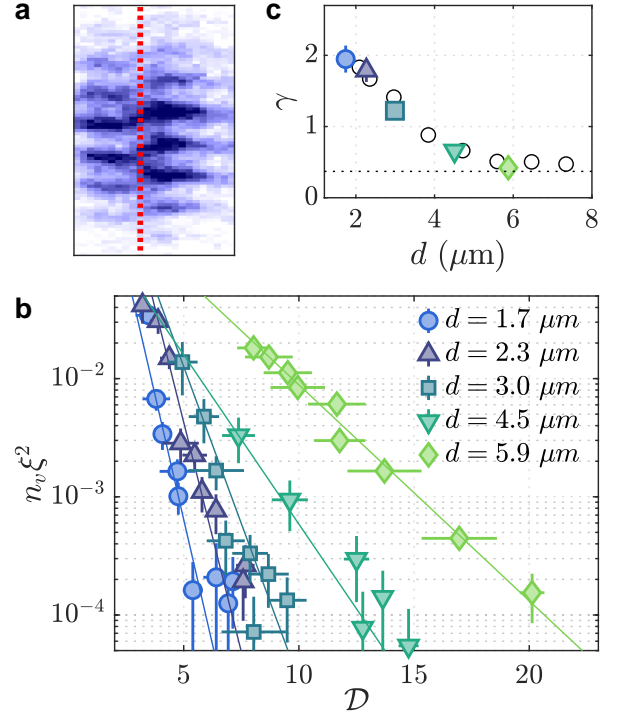 a
c
γ
2
1
0
2
4
6
8
d (μm)
b
n_vξ²
10⁻²
10⁻³
10⁻⁴
d = 1.7 μm
d = 2.3 μm
d = 3.0 μm
d = 4.5 μm
d = 5.9 μm
5
10
15
20
𝒟